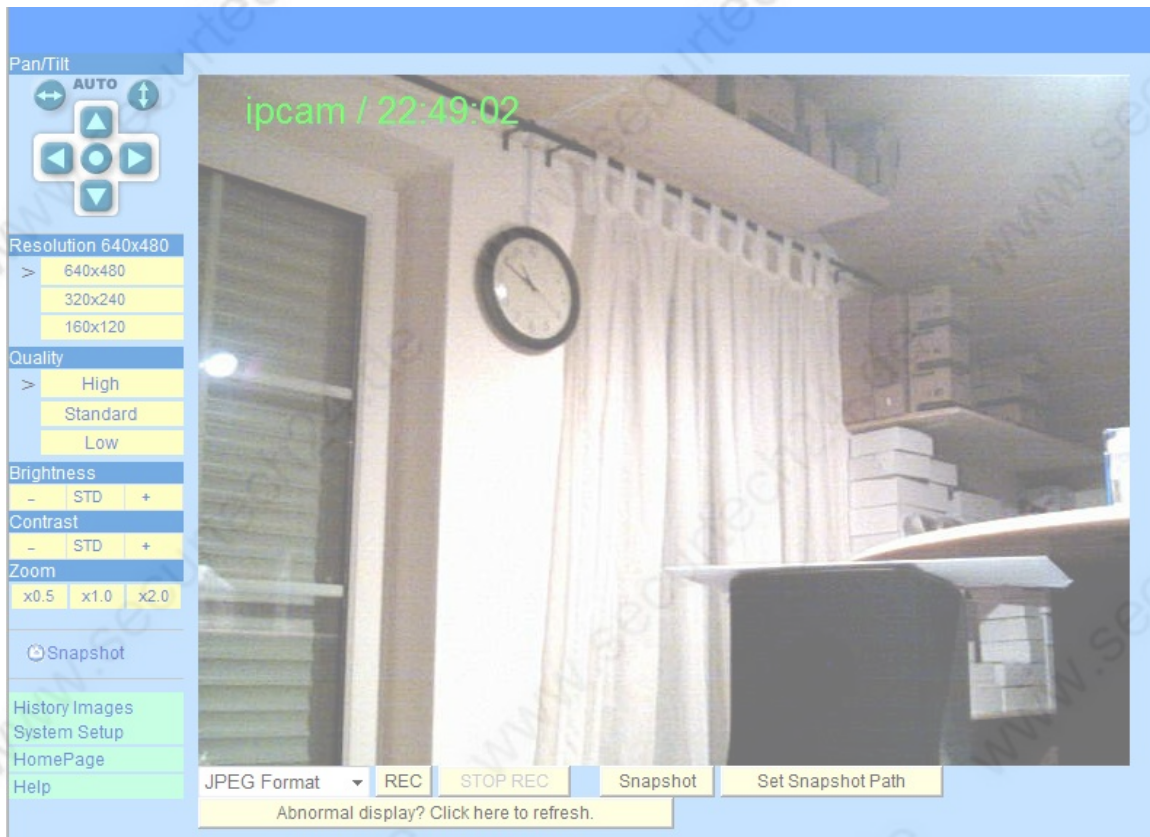 Pan/Tilt
AUTO
ipcam / 22:49:02
Resolution 640x480
> 640x480
320x240
160x120
Quality
> High
Standard
Low
Brightness
- STD +
Contrast
- STD +
Zoom
x0.5 x1.0 x2.0
Snapshot
History Images
System Setup
HomePage
Help
JPEG Format REC STOP REC Snapshot Set Snapshot Path
Abnormal display? Click here to refresh.